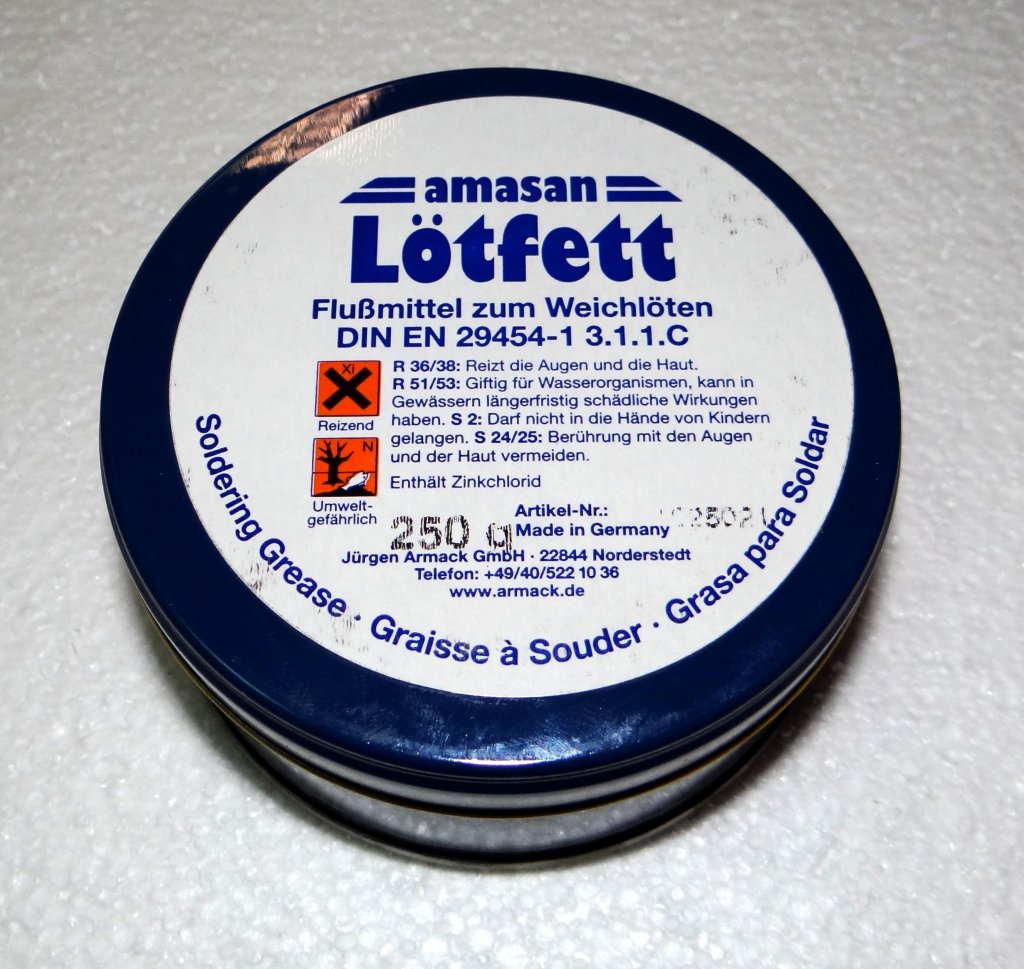 amasan
Lötfett
Flußmittel zum Weichlöten
DIN EN 29454-1 3.1.1.C
Xi
Reizend
N
Umwelt-
gefährlich
R 36/38: Reizt die Augen und die Haut.
R 51/53: Giftig für Wasserorganismen, kann in
Gewässern längerfristig schädliche Wirkungen
haben. S 2: Darf nicht in die Hände von Kindern
gelangen. S 24/25: Berührung mit den Augen
und der Haut vermeiden.
Enthält Zinkchlorid
250 g
Artikel-Nr.:
Made in Germany
Jürgen Armack GmbH · 22844 Norderstedt
Telefon: +49/40/522 10 36
www.armack.de
Soldering Grease · Graisse à Souder · Grasa para Soldar